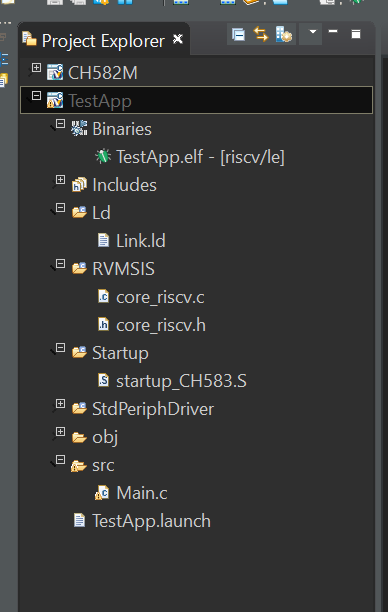 Project Explorer
CH582M
TestApp
Binaries
TestApp.elf - [riscv/le]
Includes
Ld
Link.ld
RVMSIS
core_riscv.c
core_riscv.h
Startup
startup_CH583.S
StdPeriphDriver
obj
src
Main.c
TestApp.launch